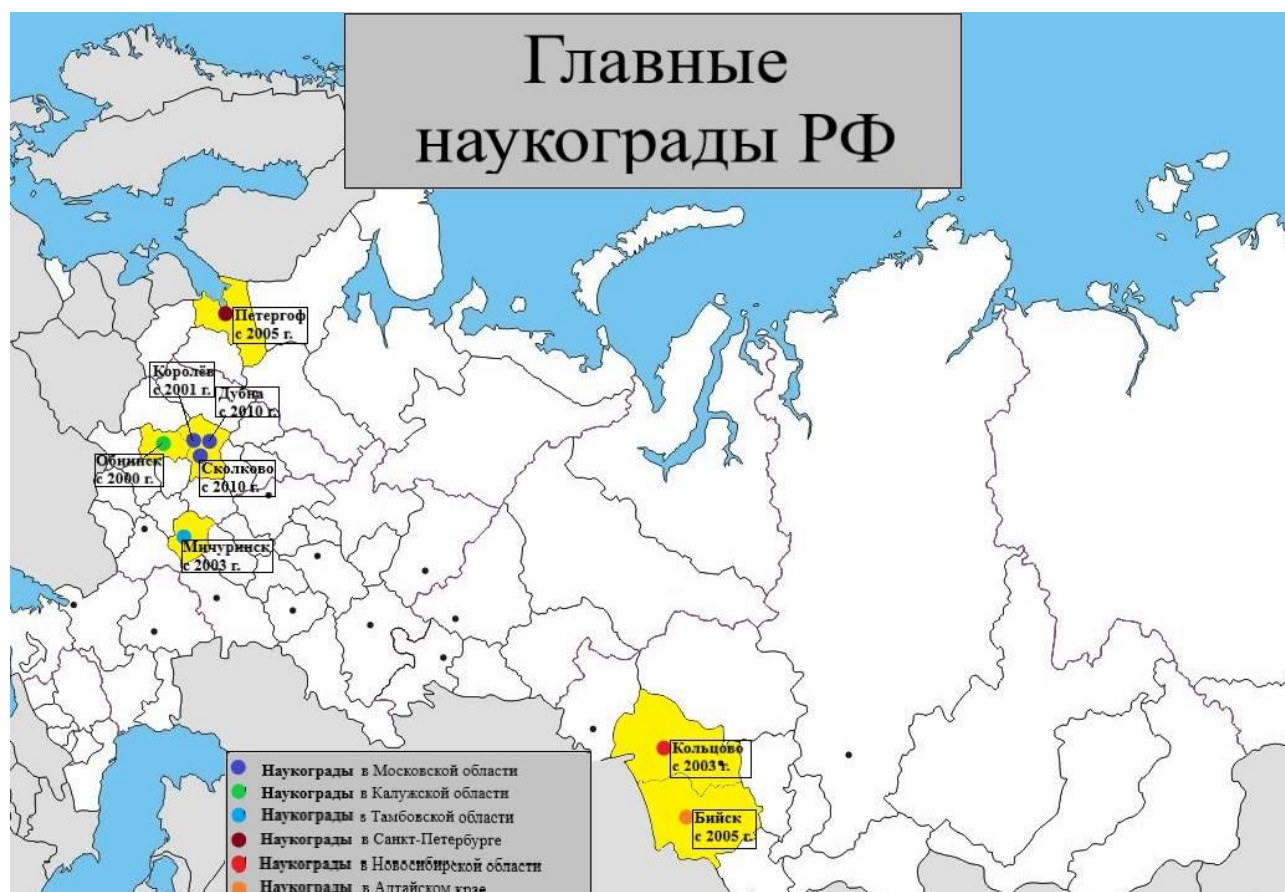 Главные
наукограды РФ
Петергоф
с 2005 г.
Королёв
с 2001 г.
Дубна
с 2010 г.
Обнинск
с 2000 г.
Сколково
с 2010 г.
Мичуринск
с 2003 г.
Кольцово
с 2003 г.
Бийск
с 2005 г.
Наукограды в Московской области
Наукограды в Калужской области
Наукограды в Тамбовской области
Наукограды в Санкт-Петербурге
Наукограды в Новосибирской области
Наукограды в Алтайском крае